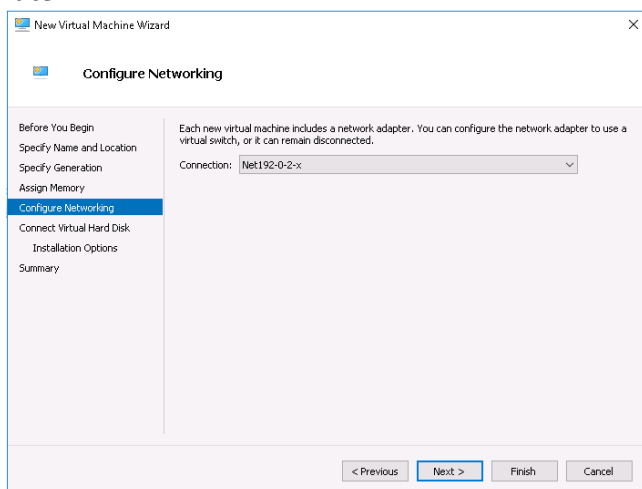 New Virtual Machine Wizard
Configure Networking
Before You Begin
Specify Name and Location
Specify Generation
Assign Memory
Configure Networking
Connect Virtual Hard Disk
Installation Options
Summary
Each new virtual machine includes a network adapter. You can configure the network adapter to use a
virtual switch, or it can remain disconnected.
Connection: Net192-0-2-x
< Previous Next > Finish Cancel